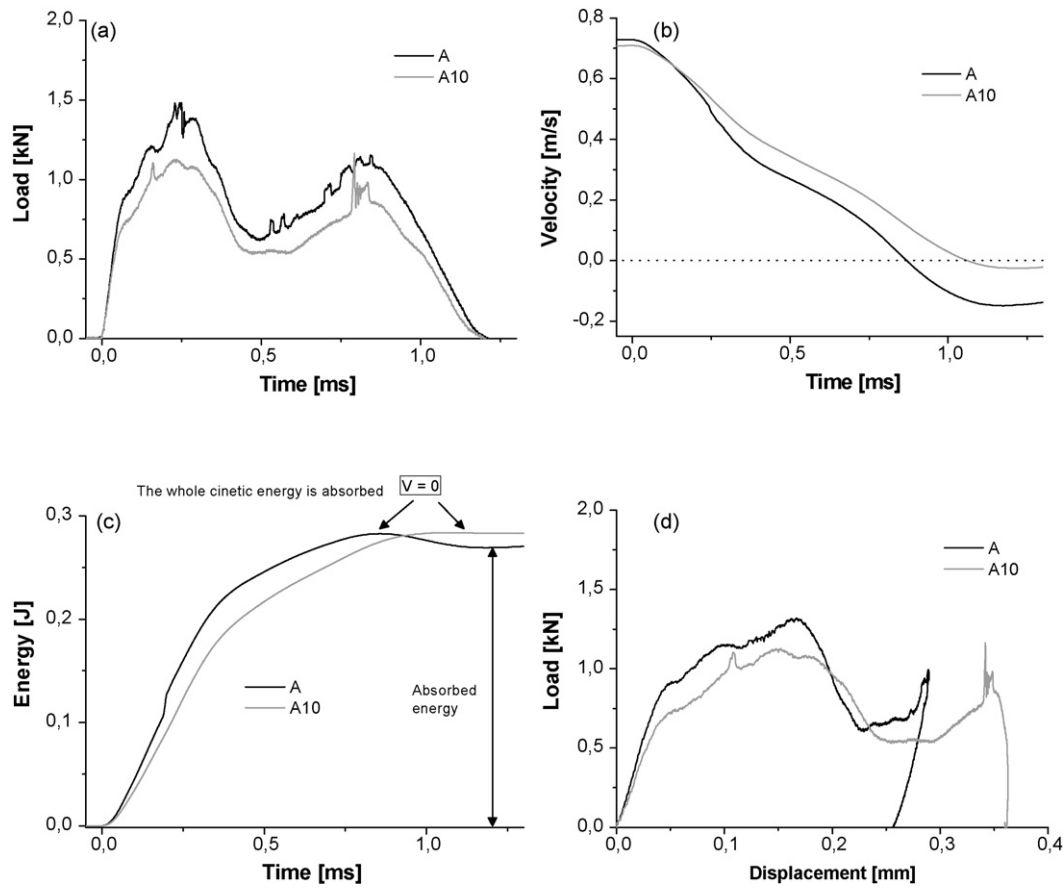 (a)
2,0
1,5
1,0
0,5
0,0
Load [kN]
A
A10
0,0
0,5
1,0
Time [ms]
(b)
0,8
0,6
0,4
0,2
0,0
-0,2
Velocity [m/s]
A
A10
0,0
0,5
1,0
Time [ms]
The whole cinetic energy is absorbed
V = 0
(c)
0,3
0,2
0,1
0,0
Energy [J]
A
A10
Absorbed
energy
0,0
0,5
1,0
Time [ms]
(d)
2,0
1,5
1,0
0,5
0,0
Load [kN]
A
A10
0,0
0,1
0,2
0,3
0,4
Displacement [mm]